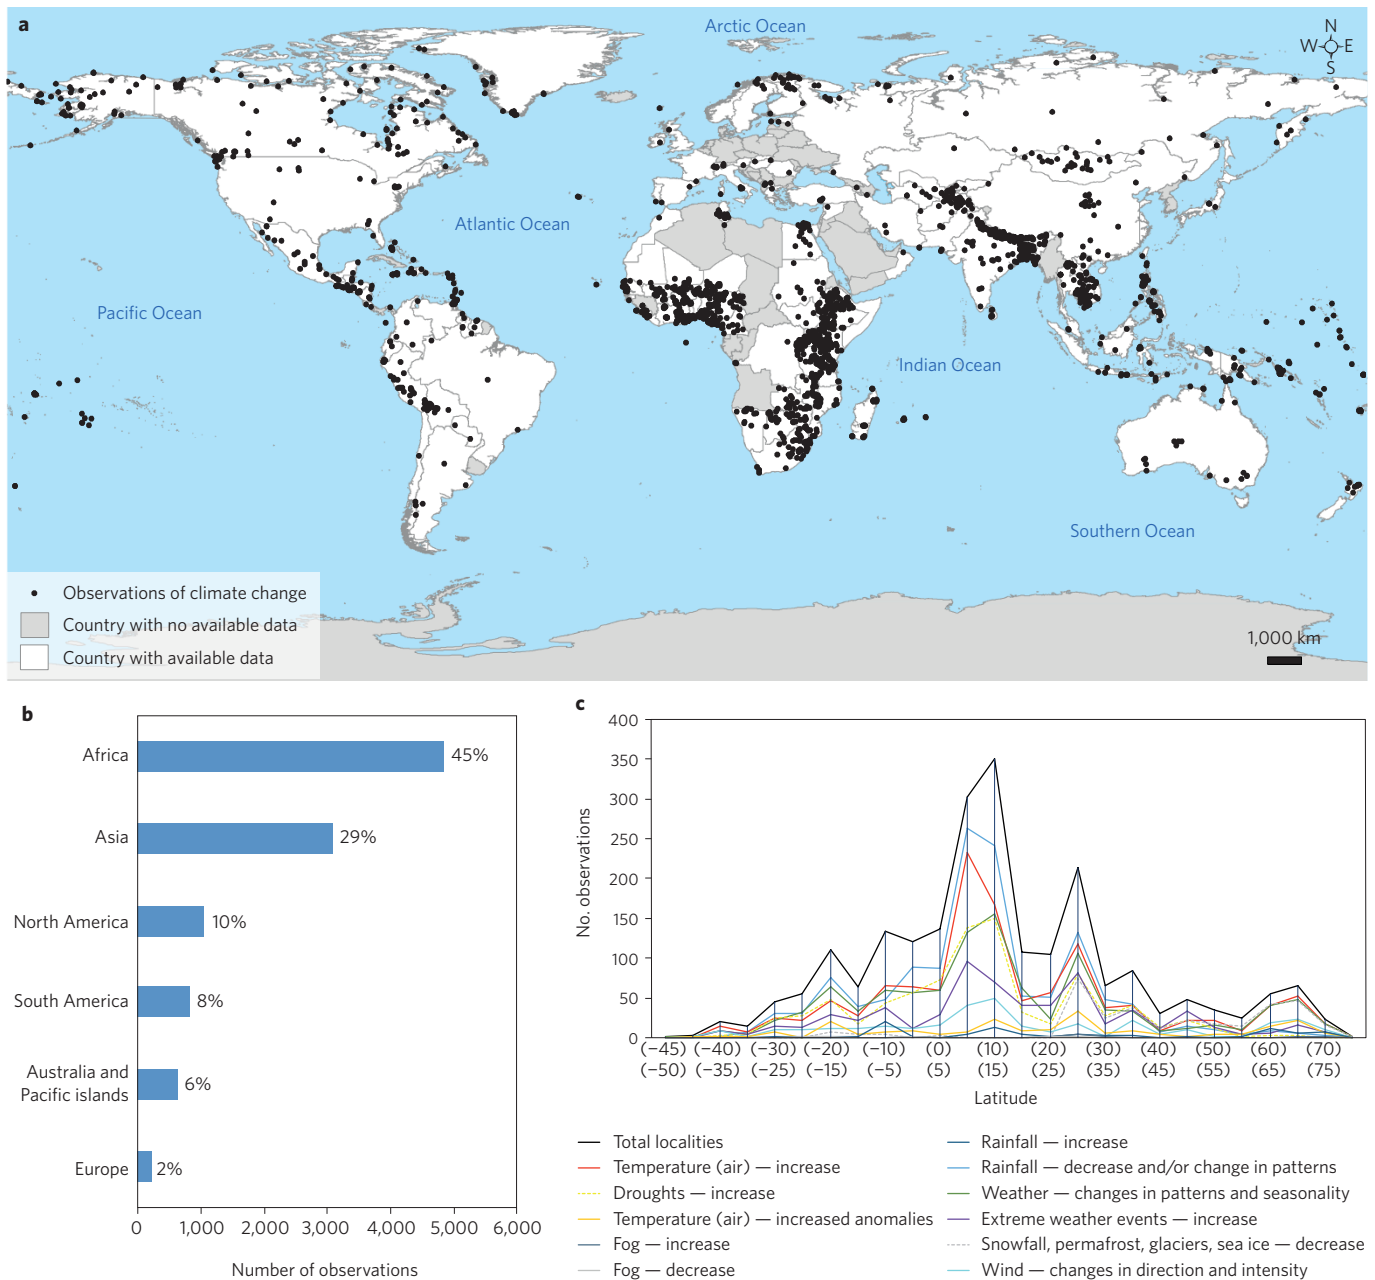 a
Arctic Ocean
N
W E
S
Atlantic Ocean
Pacific Ocean
Indian Ocean
Southern Ocean
Observations of climate change
Country with no available data
Country with available data
1,000 km
b
Africa
45%
Asia
29%
North America
10%
South America
8%
Australia and
Pacific islands
6%
Europe
2%
0 1,000 2,000 3,000 4,000 5,000 6,000
Number of observations
c
400
350
300
250
200
150
100
50
0
No. observations
(−45) (−40) (−30) (−20) (−10) (0) (10) (20) (30) (40) (50) (60) (70)
(−50) (−35) (−25) (−15) (−5) (5) (15) (25) (35) (45) (55) (65) (75)
Latitude
Total localities
Temperature (air) — increase
Droughts — increase
Temperature (air) — increased anomalies
Fog — increase
Fog — decrease
Rainfall — increase
Rainfall — decrease and/or change in patterns
Weather — changes in patterns and seasonality
Extreme weather events — increase
Snowfall, permafrost, glaciers, sea ice — decrease
Wind — changes in direction and intensity